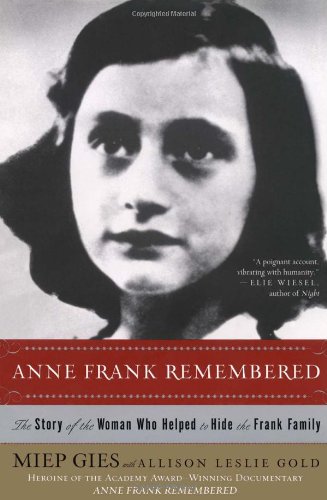 Copyrighted Material
"A poignant account,
vibrating with humanity."
— ELIE WIESEL,
author of Night
ANNE FRANK REMEMBERED
The Story of the Woman Who Helped to Hide the Frank Family
MIEP GIES with ALLISON LESLIE GOLD
HEROINE OF THE ACADEMY AWARD-WINNING DOCUMENTARY
ANNE FRANK REMEMBERED